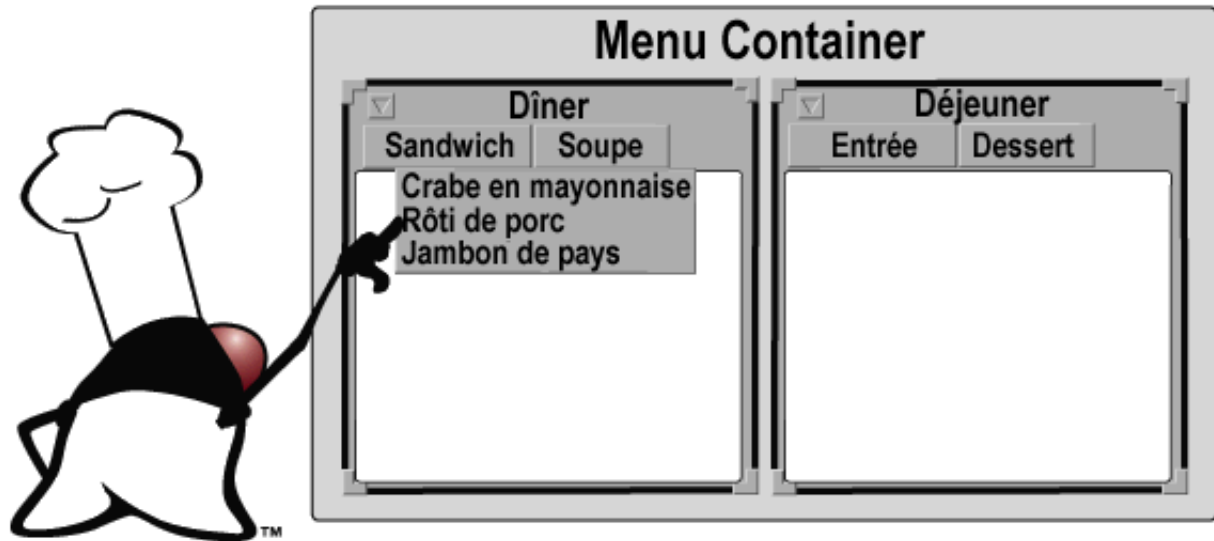 Menu Container
Dîner
Sandwich Soupe
Crabe en mayonnaise
Rôti de porc
Jambon de pays
Déjeuner
Entrée Dessert
TM